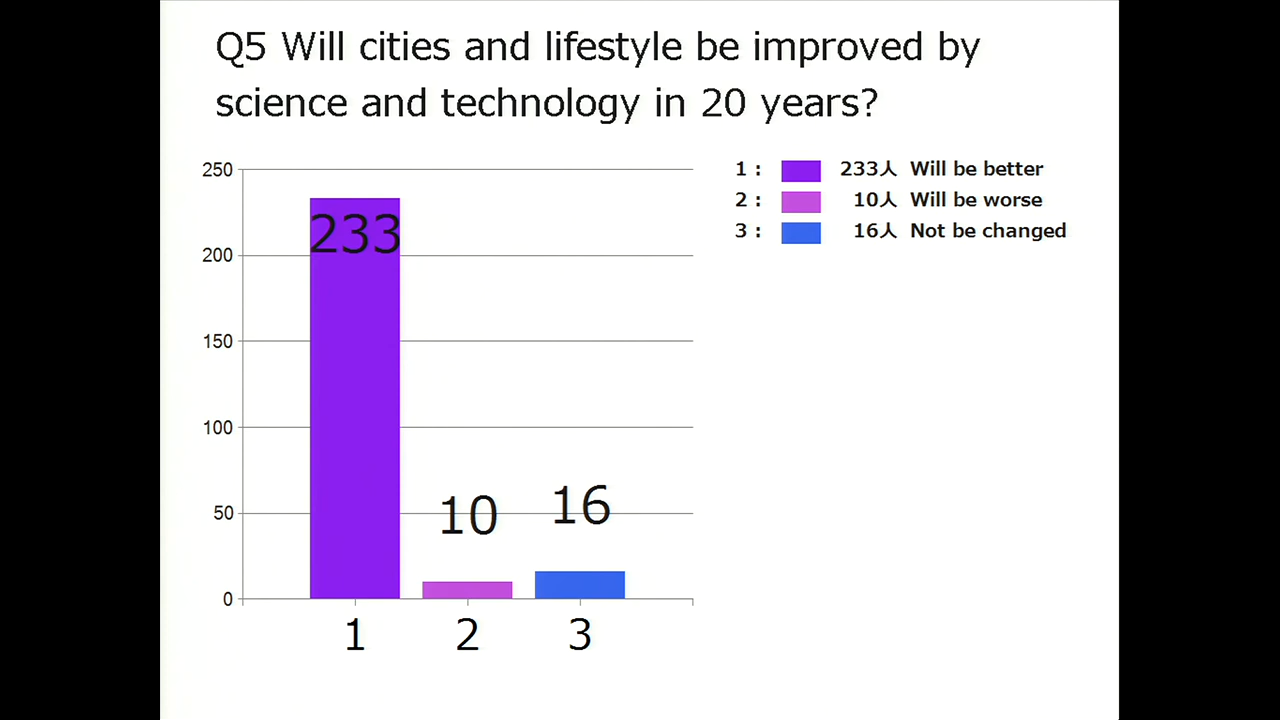 Q5 Will cities and lifestyle be improved by
science and technology in 20 years?
250
200
150
100
50
0
233
10
16
1
2
3
1 : 233人 Will be better
2 : 10人 Will be worse
3 : 16人 Not be changed